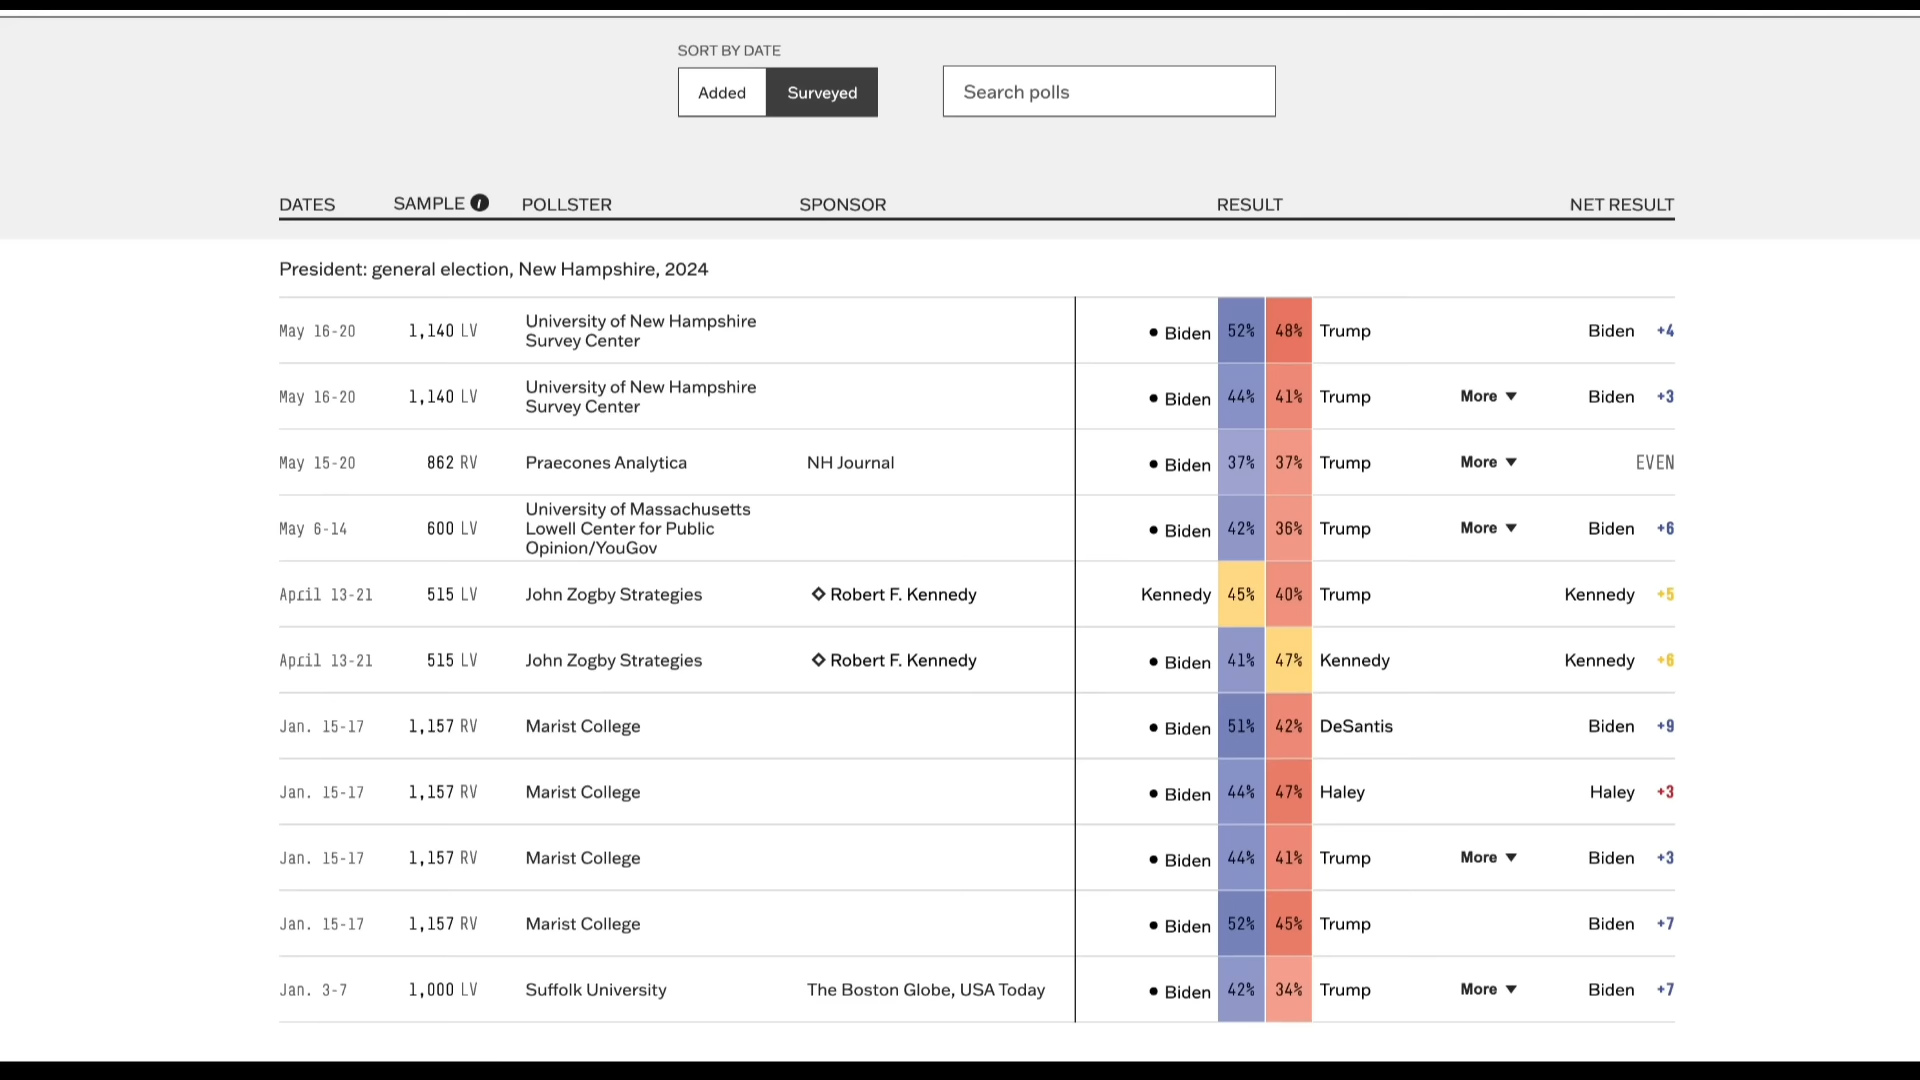 SORT BY DATE
Added Surveyed Search polls
DATES SAMPLE i POLLSTER SPONSOR RESULT NET RESULT
President: general election, New Hampshire, 2024
May 16-20 1,140 LV University of New Hampshire Survey Center • Biden 52% 48% Trump Biden +4
May 16-20 1,140 LV University of New Hampshire Survey Center • Biden 44% 41% Trump More ▼ Biden +3
May 15-20 862 RV Praecones Analytica NH Journal • Biden 37% 37% Trump More ▼ EVEN
May 6-14 600 LV University of Massachusetts Lowell Center for Public Opinion/YouGov • Biden 42% 36% Trump More ▼ Biden +6
April 13-21 515 LV John Zogby Strategies ◇ Robert F. Kennedy Kennedy 45% 40% Trump Kennedy +5
April 13-21 515 LV John Zogby Strategies ◇ Robert F. Kennedy • Biden 41% 47% Kennedy Kennedy +6
Jan. 15-17 1,157 RV Marist College • Biden 51% 42% DeSantis Biden +9
Jan. 15-17 1,157 RV Marist College • Biden 44% 47% Haley Haley +3
Jan. 15-17 1,157 RV Marist College • Biden 44% 41% Trump More ▼ Biden +3
Jan. 15-17 1,157 RV Marist College • Biden 52% 45% Trump Biden +7
Jan. 3-7 1,000 LV Suffolk University The Boston Globe, USA Today • Biden 42% 34% Trump More ▼ Biden +7